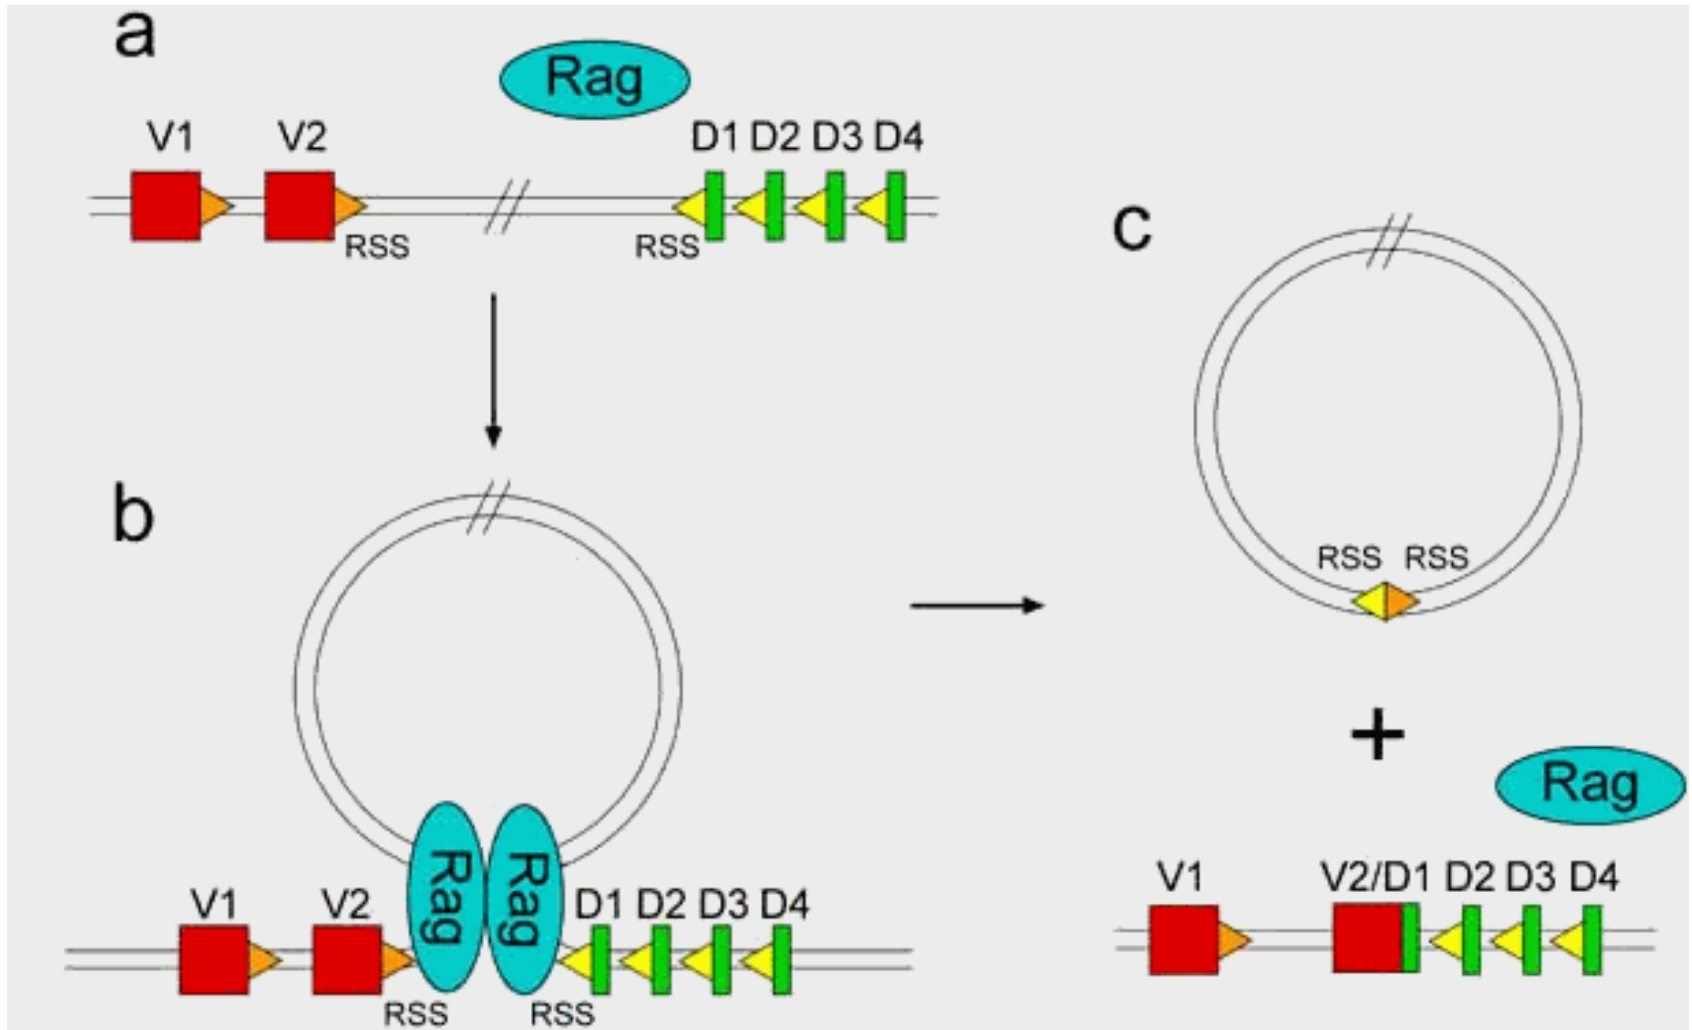 a
Rag
V1 V2 D1 D2 D3 D4
RSS RSS
b
Rag Rag
V1 V2 D1 D2 D3 D4
RSS RSS
c
RSS RSS
+
Rag
V1 V2/D1 D2 D3 D4